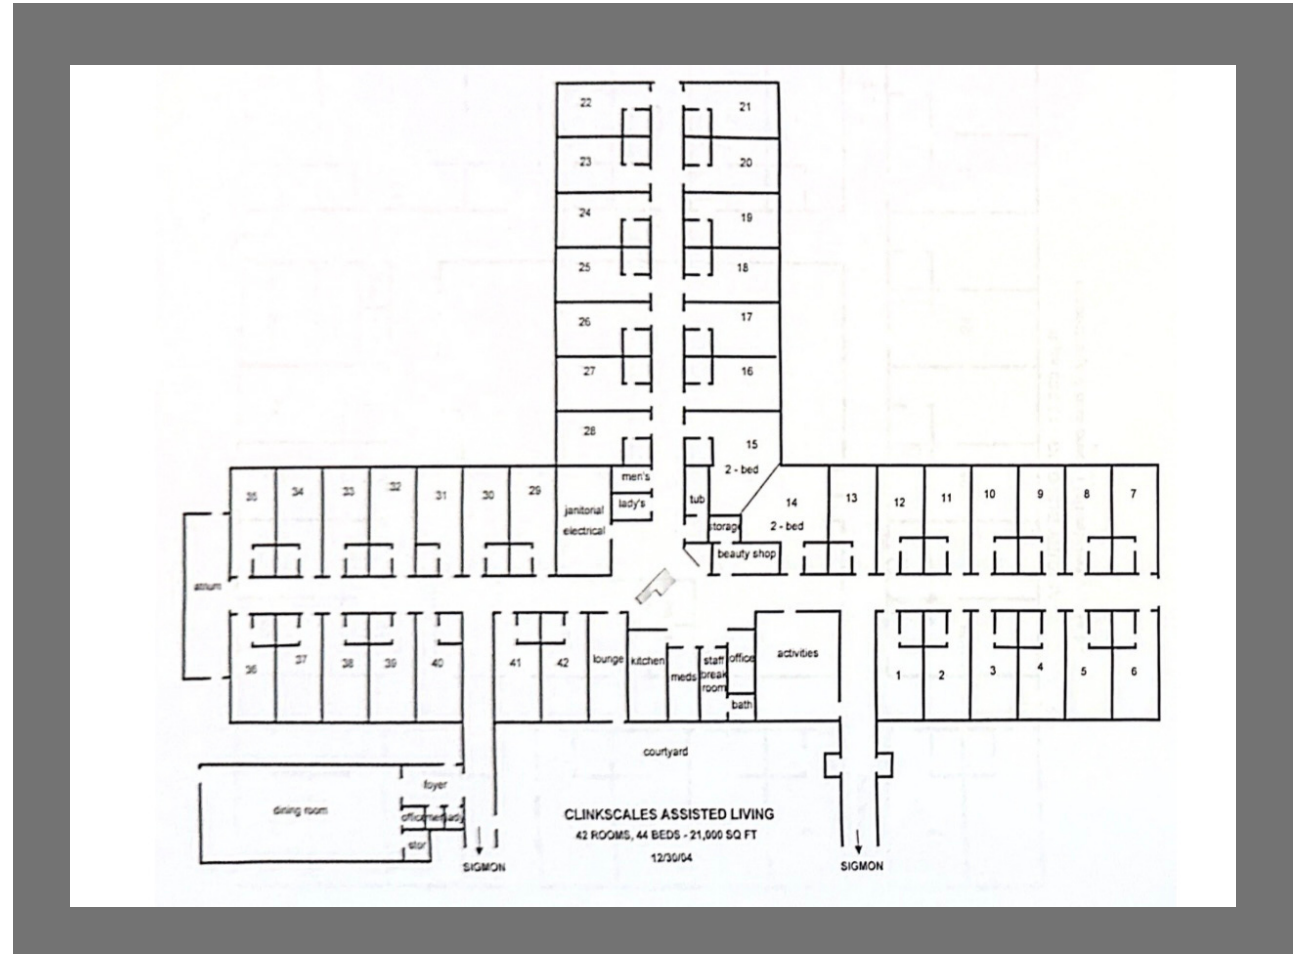 22
21
23
20
24
19
25
18
26
17
27
16
28
15
2 - bed
men's
lady's
tub
storage
beauty shop
janitorial
electrical
35
34
33
32
31
30
29
14
2 - bed
13
12
11
10
9
8
7
atrium
36
37
38
39
40
41
42
lounge
kitchen
meds
staff
break
room
office
bath
activities
1
2
3
4
5
6
courtyard
dining room
foyer
office
men
lady
stor
SIGMON
CLINKSCALES ASSISTED LIVING
42 ROOMS, 44 BEDS - 21,000 SQ FT
12/30/04
SIGMON